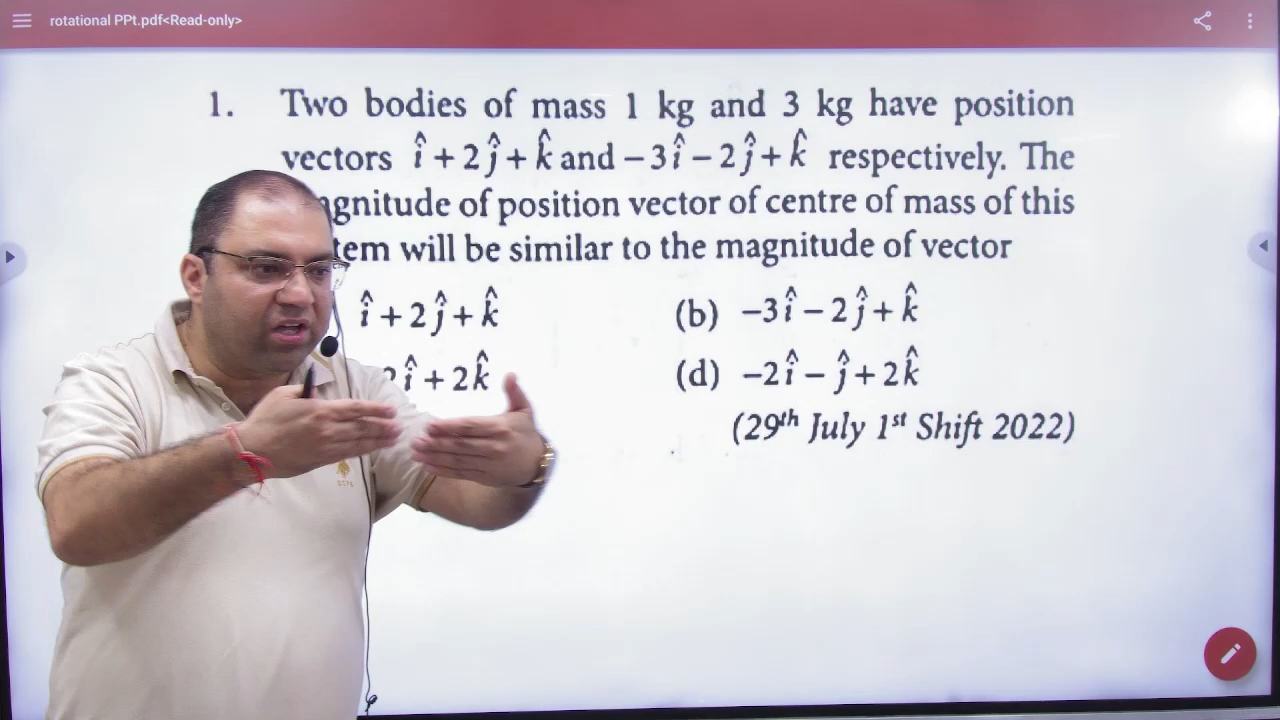 rotational PPt.pdf<Read-only>
1. Two bodies of mass 1 kg and 3 kg have position
vectors î + 2ĵ + k̂ and − 3î − 2ĵ + k̂ respectively. The
agnitude of position vector of centre of mass of this
tem will be similar to the magnitude of vector
î + 2ĵ + k̂ (b) −3î − 2ĵ + k̂
î + 2k̂ (d) −2î − ĵ + 2k̂
(29th July 1st Shift 2022)